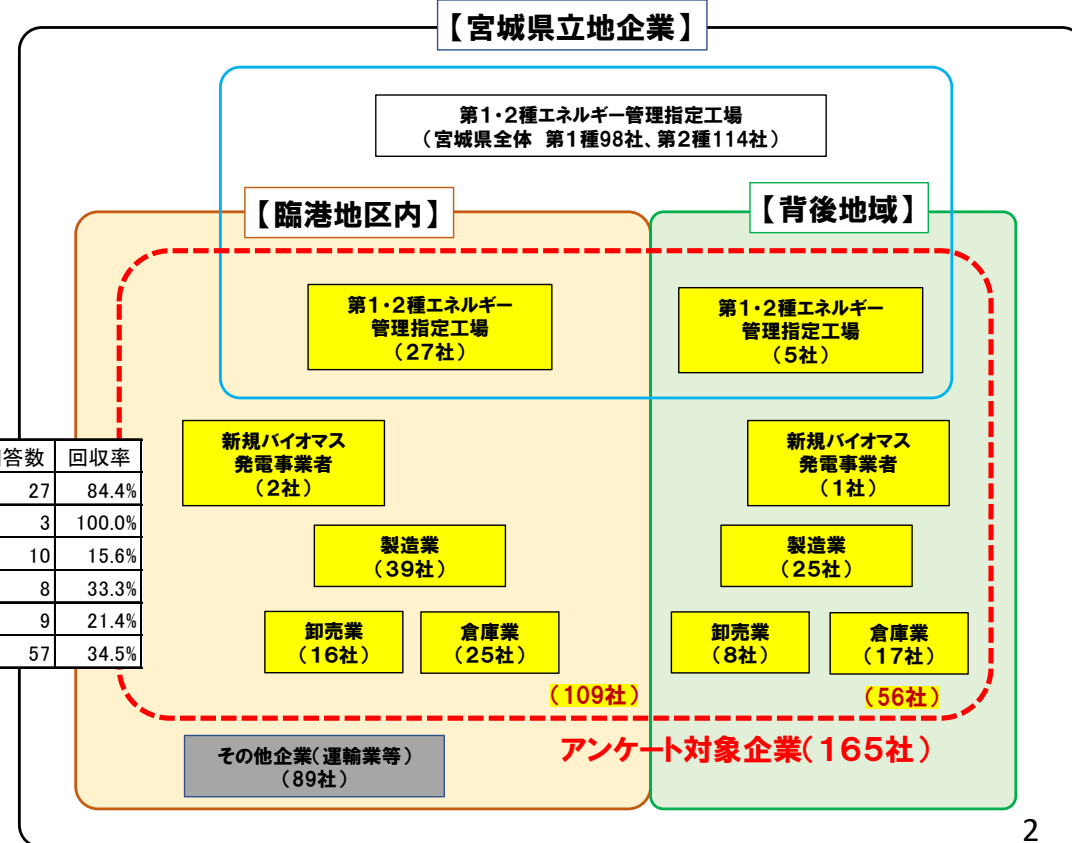 【宮城県立地企業】
第1・2種エネルギー管理指定工場
（宮城県全体 第1種98社、第2種114社）
【臨港地区内】
【背後地域】
第1・2種エネルギー
管理指定工場
（27社）
第1・2種エネルギー
管理指定工場
（5社）
新規バイオマス
発電事業者
（2社）
新規バイオマス
発電事業者
（1社）
答数 回収率
27 84.4%
3 100.0%
10 15.6%
8 33.3%
9 21.4%
57 34.5%
製造業
（39社）
製造業
（25社）
卸売業
（16社）
倉庫業
（25社）
卸売業
（8社）
倉庫業
（17社）
（109社）
（56社）
アンケート対象企業（165社）
その他企業（運輸業等）
（89社）
2